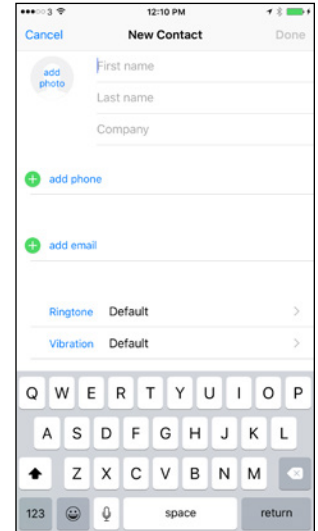 3 12:10 PM
Cancel New Contact Done
add photo
First name
Last name
Company
add phone
add email
Ringtone Default
Vibration Default
Q W E R T Y U I O P
A S D F G H J K L
Z X C V B N M
123 space return